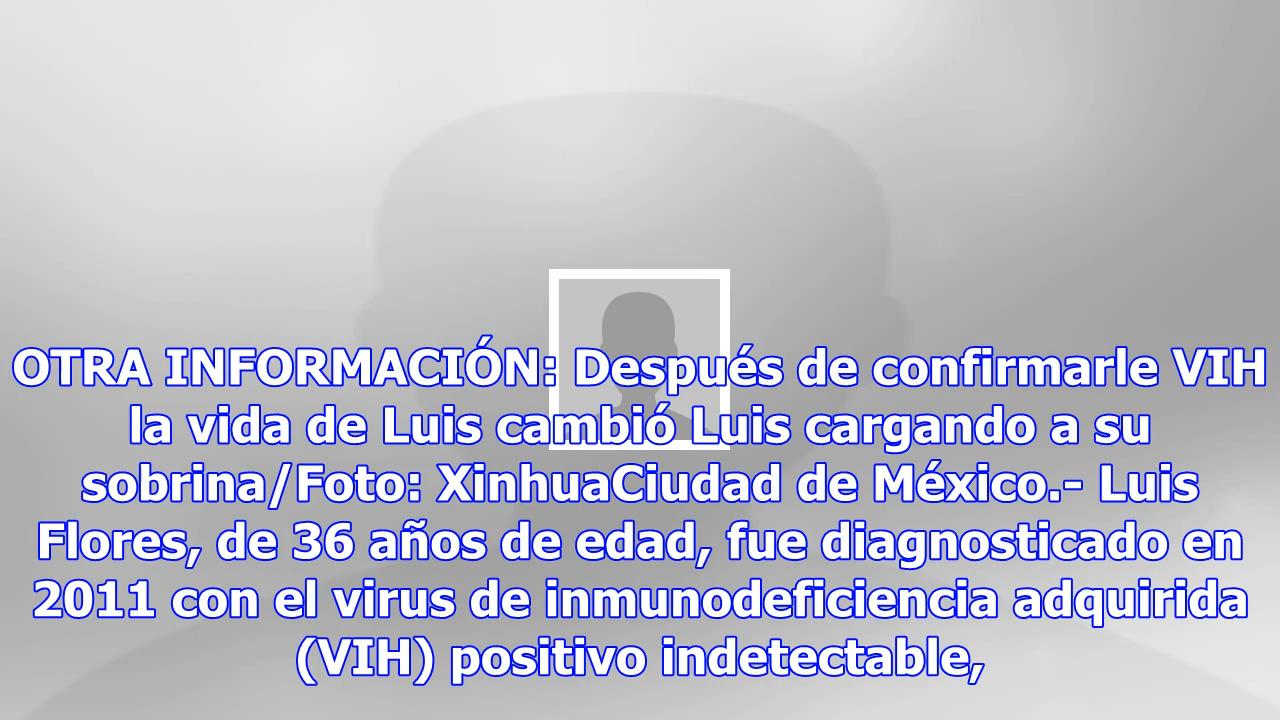 OTRA INFORMACIÓN: Después de confirmarle VIH
la vida de Luis cambió Luis cargando a su
sobrina/Foto: XinhuaCiudad de México.- Luis
Flores, de 36 años de edad, fue diagnosticado en
2011 con el virus de inmunodeficiencia adquirida
(VIH) positivo indetectable,